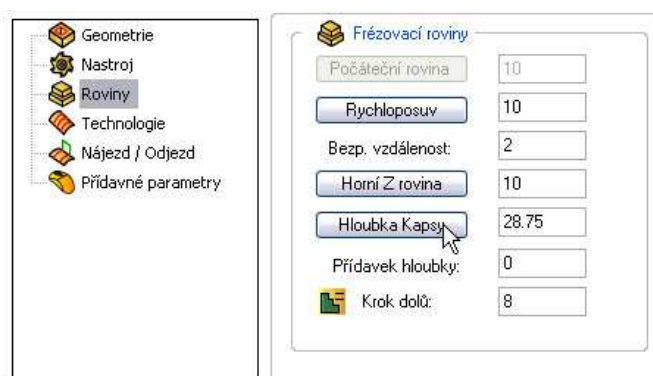 Geometrie
Nastroj
Roviny
Technologie
Nájezd / Odjezd
Přídavné parametry
Frézovací roviny
Počáteční rovina 10
Rychloposuv 10
Bezp. vzdálenost: 2
Horní Z rovina 10
Hloubka Kapsy 28.75
Přídavek hloubky: 0
Krok dolů: 8